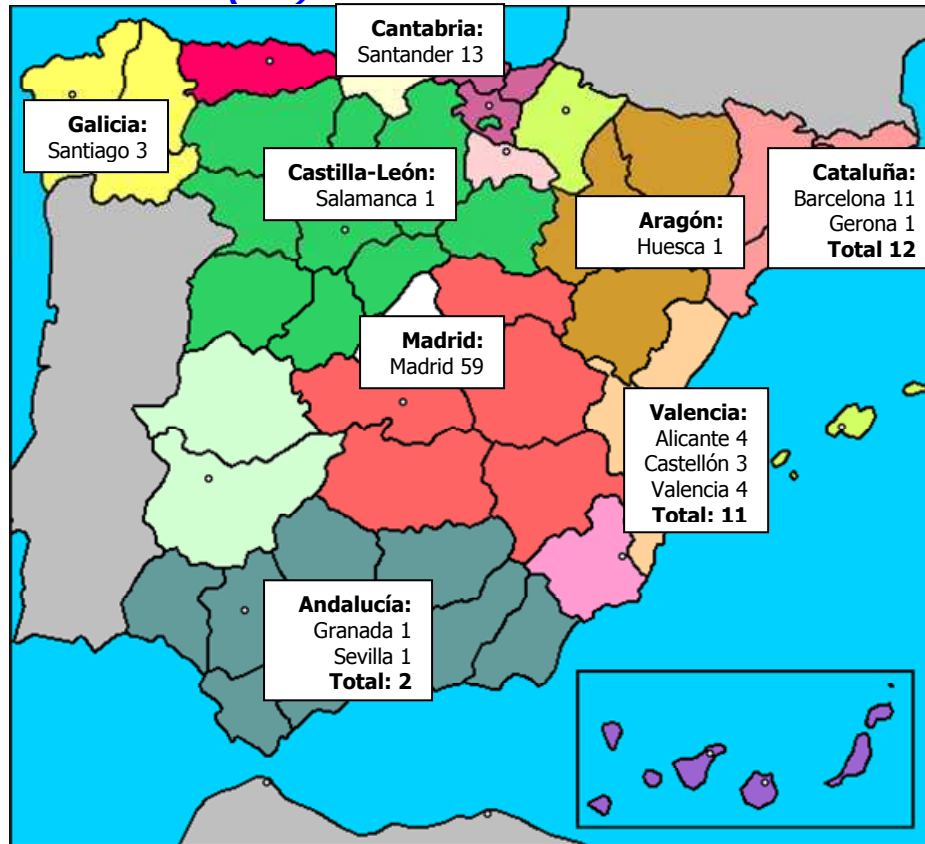 Cantabria:
Santander 13
Galicia:
Santiago 3
Castilla-León:
Salamanca 1
Cataluña:
Barcelona 11
Gerona 1
Total 12
Aragón:
Huesca 1
Madrid:
Madrid 59
Valencia:
Alicante 4
Castellón 3
Valencia 4
Total: 11
Andalucía:
Granada 1
Sevilla 1
Total: 2